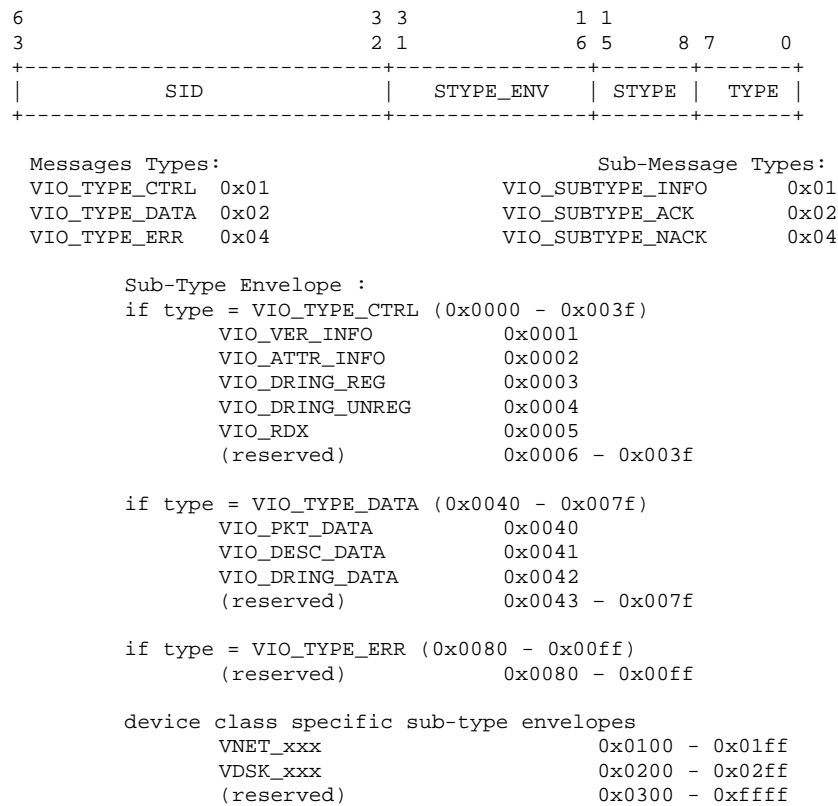 6                           3 3               1 1
3                           2 1               6 5     8 7     0
+----------------------------+---------------+-------+-------+
|           SID              |   STYPE_ENV   | STYPE |  TYPE |
+----------------------------+---------------+-------+-------+
Messages Types:                             Sub-Message Types:
VIO_TYPE_CTRL  0x01                  VIO_SUBTYPE_INFO     0x01
VIO_TYPE_DATA  0x02                  VIO_SUBTYPE_ACK      0x02
VIO_TYPE_ERR   0x04                  VIO_SUBTYPE_NACK     0x04
Sub-Type Envelope :
if type = VIO_TYPE_CTRL (0x0000 - 0x003f)
VIO_VER_INFO          0x0001
VIO_ATTR_INFO         0x0002
VIO_DRING_REG         0x0003
VIO_DRING_UNREG       0x0004
VIO_RDX               0x0005
(reserved)            0x0006 – 0x003f
if type = VIO_TYPE_DATA (0x0040 - 0x007f)
VIO_PKT_DATA          0x0040
VIO_DESC_DATA         0x0041
VIO_DRING_DATA        0x0042
(reserved)            0x0043 – 0x007f
if type = VIO_TYPE_ERR (0x0080 - 0x00ff)
(reserved)            0x0080 – 0x00ff
device class specific sub-type envelopes
VNET_xxx                     0x0100 - 0x01ff
VDSK_xxx                     0x0200 - 0x02ff
(reserved)                   0x0300 - 0xffff